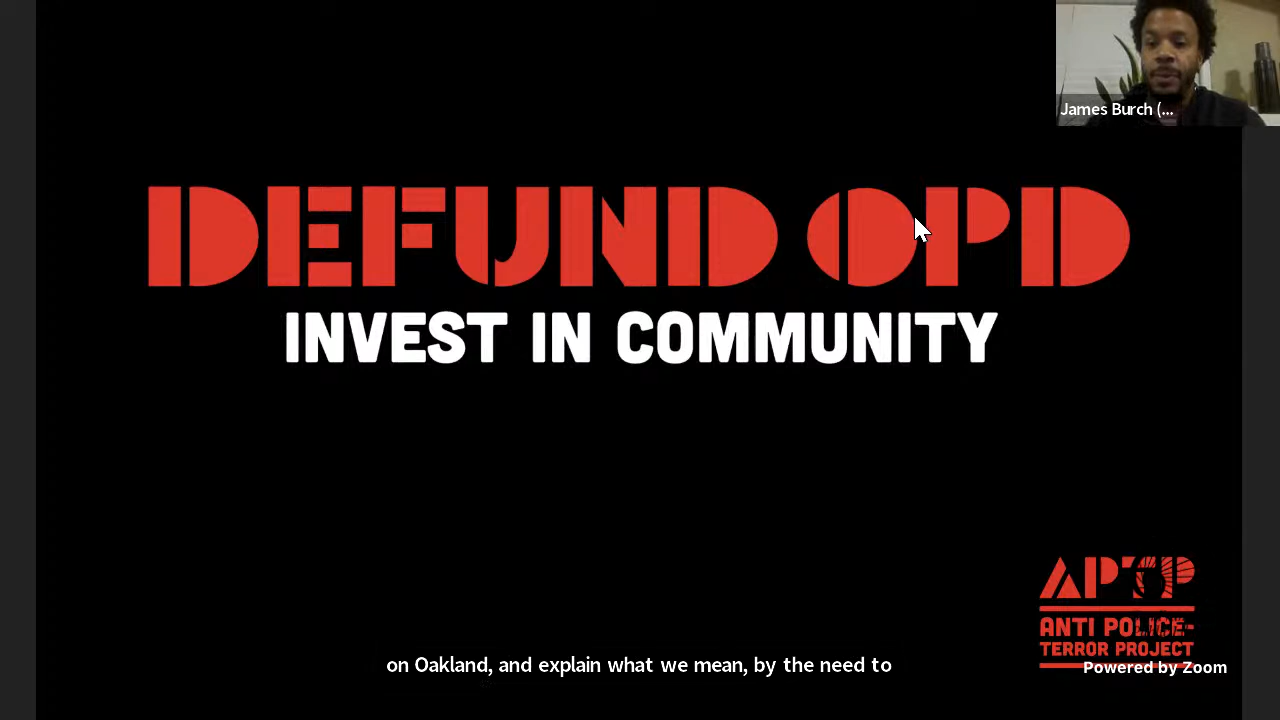 James Burch (...
DEFUND OPD
INVEST IN COMMUNITY
APTP
ANTI POLICE-
TERROR PROJECT
on Oakland, and explain what we mean, by the need to
Powered by Zoom